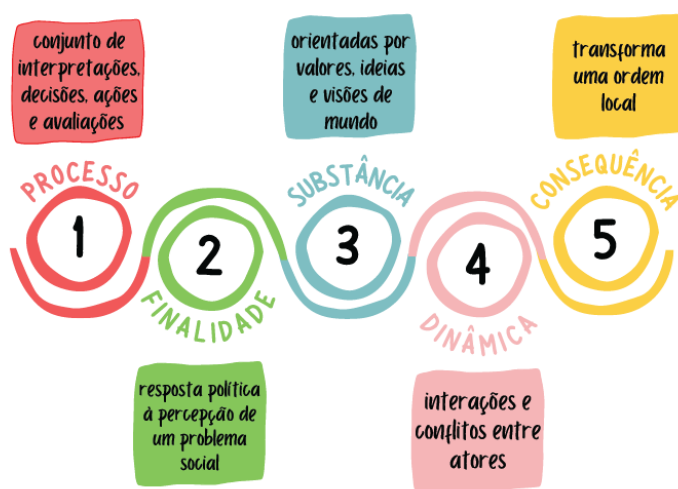 conjunto de
interpretações,
decisões, ações
e avaliações
PROCESSO
1
FINALIDADE
2
resposta política
à percepção de
um problema
social
orientadas por
valores, ideias
e visões de
mundo
SUBSTÂNCIA
3
DINÂMICA
4
interações e
conflitos entre
atores
transforma
uma ordem
local
CONSEQUÊNCIA
5